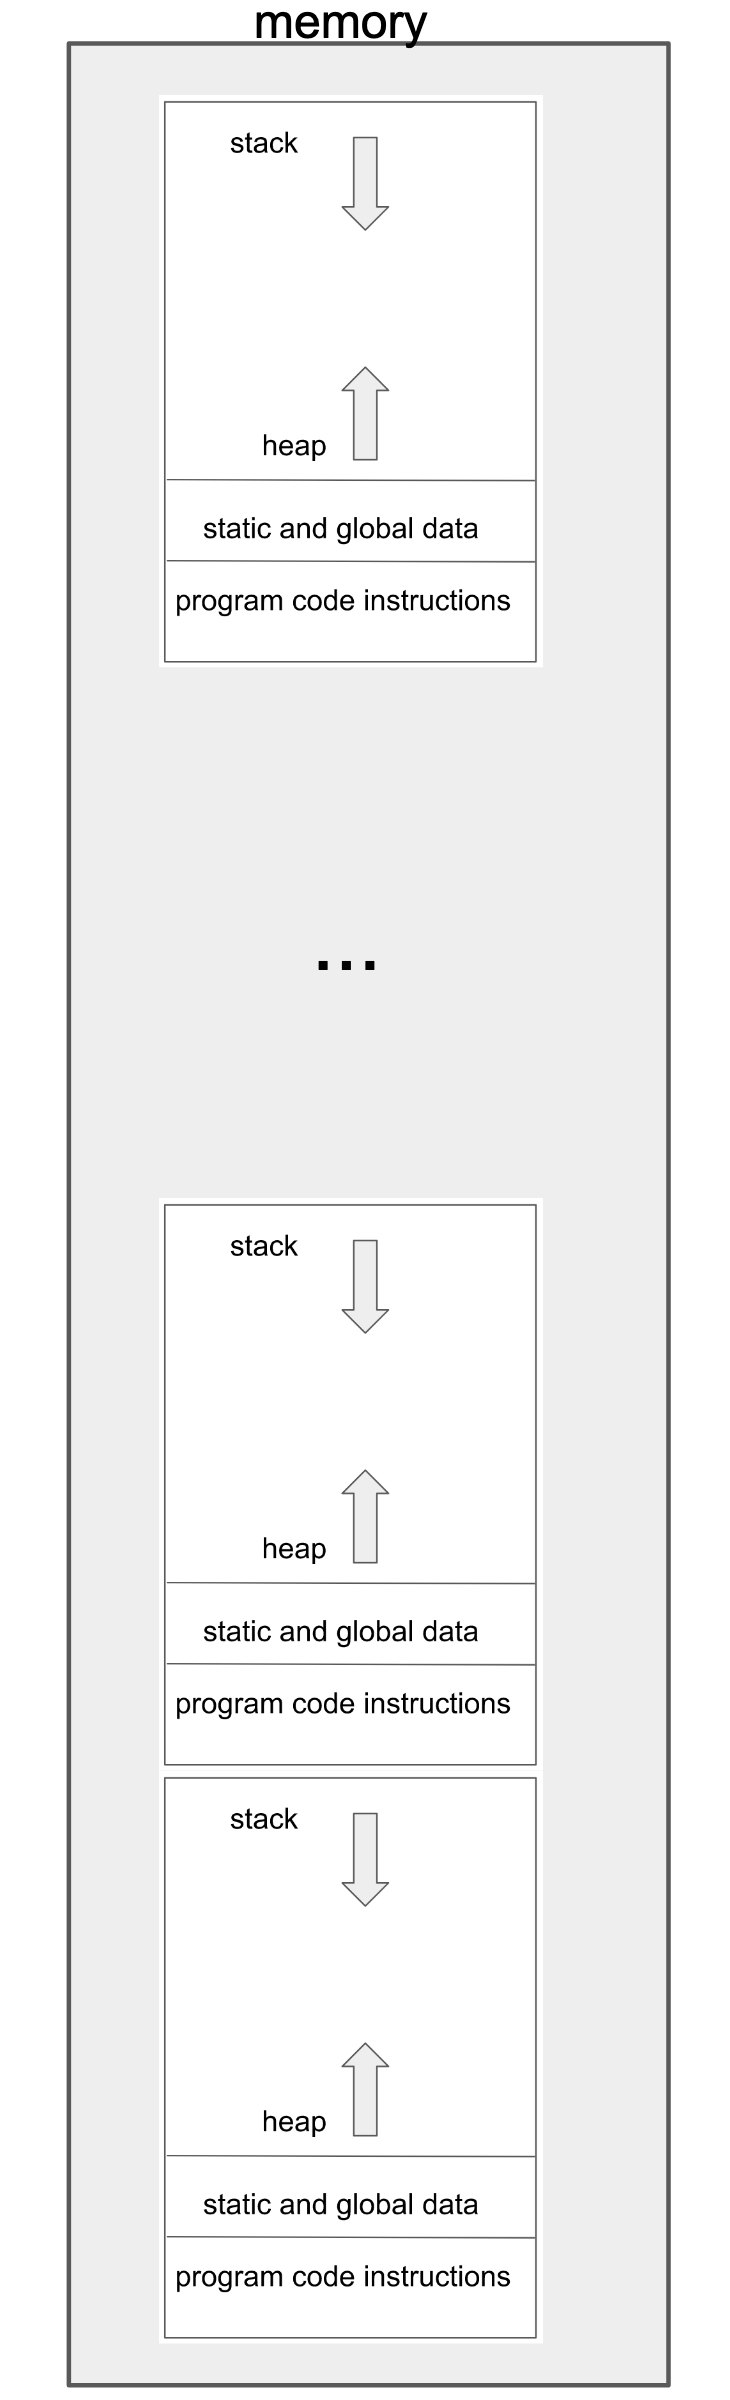 memory
stack
heap
static and global data
program code instructions
...
stack
heap
static and global data
program code instructions
stack
heap
static and global data
program code instructions